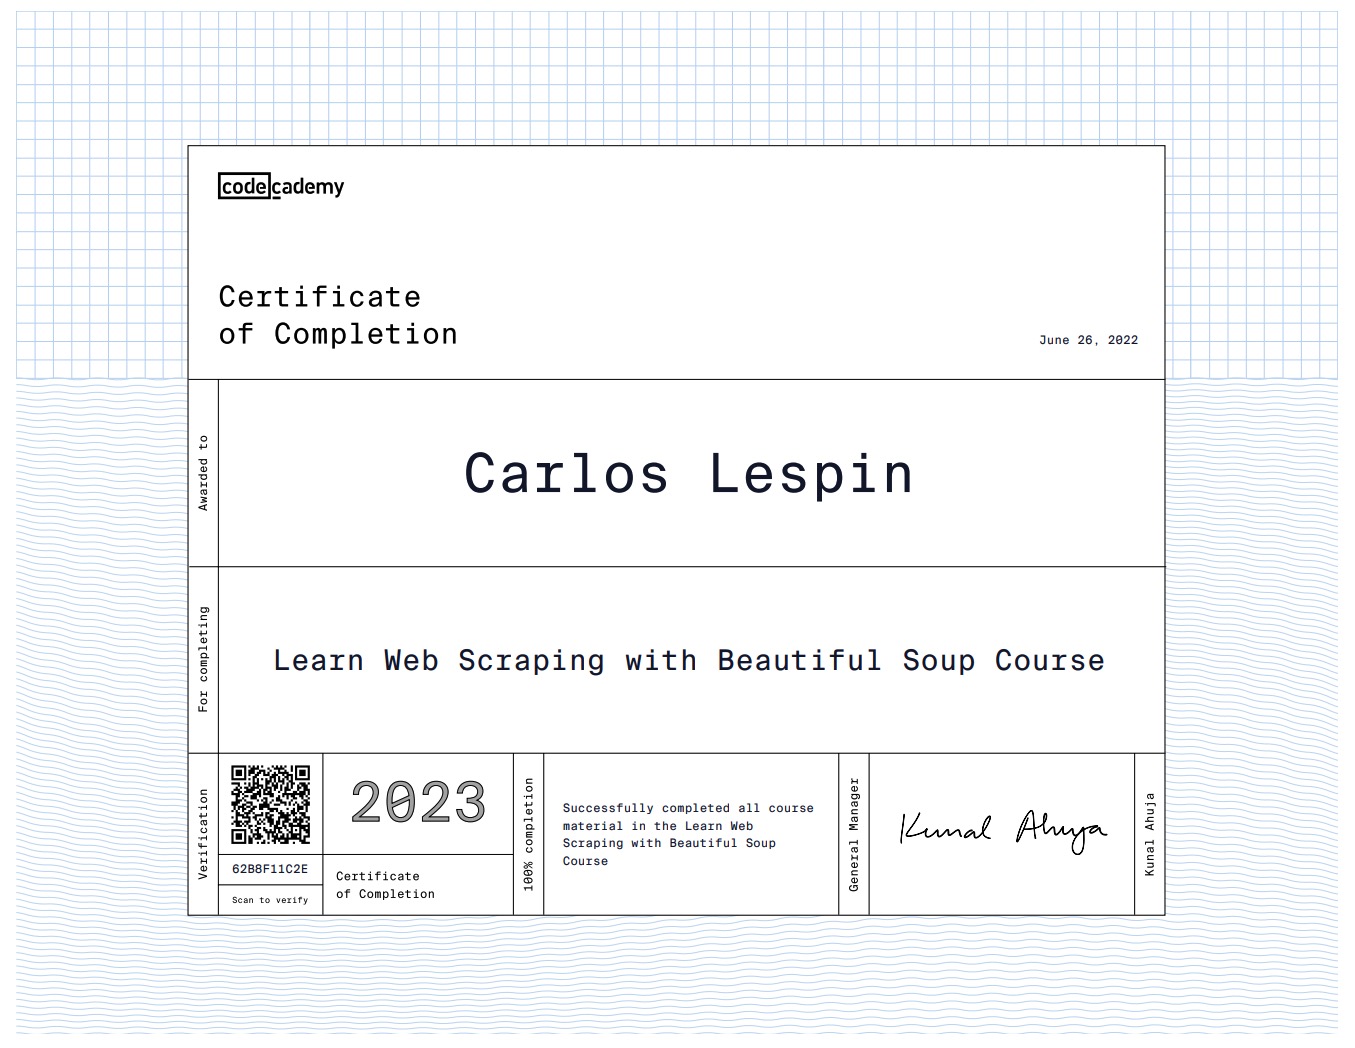 codecademy
Certificate
of Completion
June 26, 2022
Awarded to
Carlos Lespin
For completing
Learn Web Scraping with Beautiful Soup Course
Verification
62B8F11C2E
Scan to verify
2023
Certificate
of Completion
100% completion
Successfully completed all course
material in the Learn Web
Scraping with Beautiful Soup
Course
General Manager
Kunal Ahuja
Kunal Ahuja